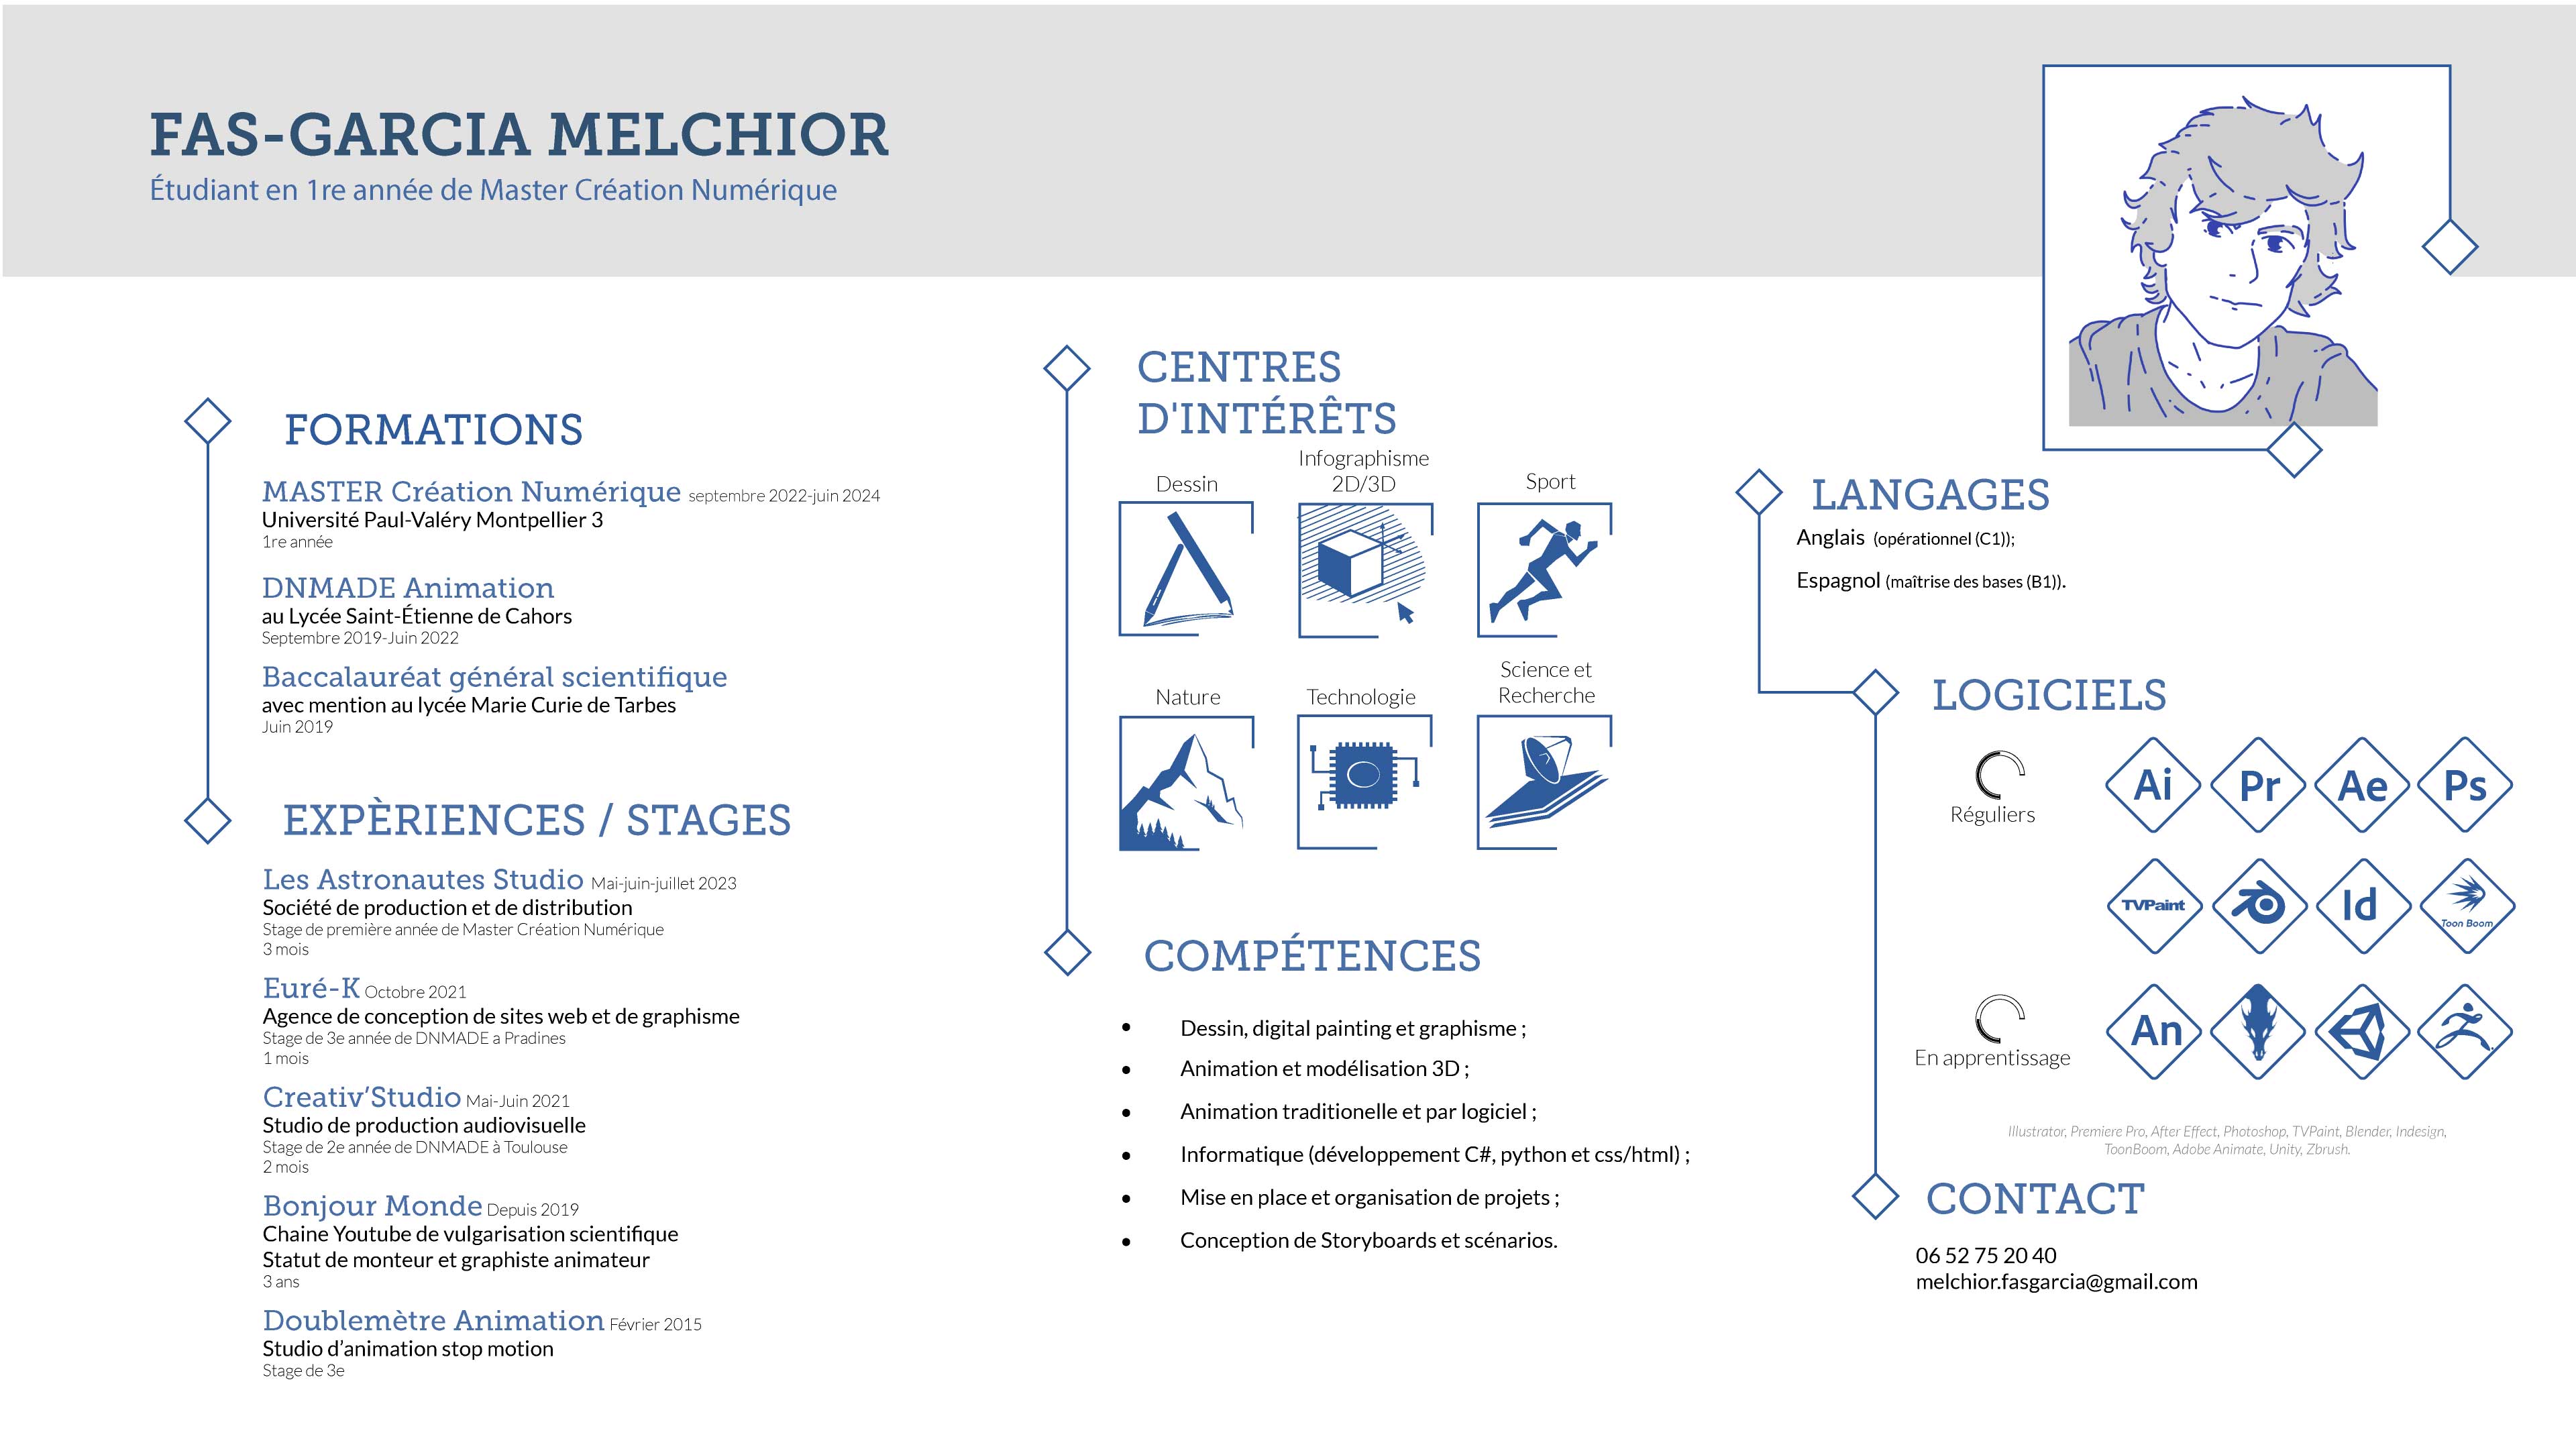 FAS-GARCIA MELCHIOR
Étudiant en 1re année de Master Création Numérique
FORMATIONS
MASTER Création Numérique septembre 2022-juin 2024
Université Paul-Valéry Montpellier 3
1re année
DNMADE Animation
au Lycée Saint-Étienne de Cahors
Septembre 2019-Juin 2022
Baccalauréat général scientifique
avec mention au lycée Marie Curie de Tarbes
Juin 2019
EXPÈRIENCES / STAGES
Les Astronautes Studio Mai-juin-juillet 2023
Société de production et de distribution
Stage de première année de Master Création Numérique
3 mois
Euré-K Octobre 2021
Agence de conception de sites web et de graphisme
Stage de 3e année de DNMADE a Pradines
1 mois
Creativ’Studio Mai-Juin 2021
Studio de production audiovisuelle
Stage de 2e année de DNMADE à Toulouse
2 mois
Bonjour Monde Depuis 2019
Chaine Youtube de vulgarisation scientifique
Statut de monteur et graphiste animateur
3 ans
Doublemètre Animation Février 2015
Studio d’animation stop motion
Stage de 3e
CENTRES
D'INTÉRÊTS
Dessin
Infographisme
2D/3D
Sport
Nature
Technologie
Science et
Recherche
COMPÉTENCES
• Dessin, digital painting et graphisme ;
• Animation et modélisation 3D ;
• Animation traditionelle et par logiciel ;
• Informatique (développement C#, python et css/html) ;
• Mise en place et organisation de projets ;
• Conception de Storyboards et scénarios.
LANGAGES
Anglais (opérationnel (C1));
Espagnol (maîtrise des bases (B1)).
LOGICIELS
Réguliers
Ai Pr Ae Ps
TVPaint Id Toon Boom
En apprentissage
An
Illustrator, Premiere Pro, After Effect, Photoshop, TVPaint, Blender, Indesign,
ToonBoom, Adobe Animate, Unity, Zbrush.
CONTACT
06 52 75 20 40
melchior.fasgarcia@gmail.com